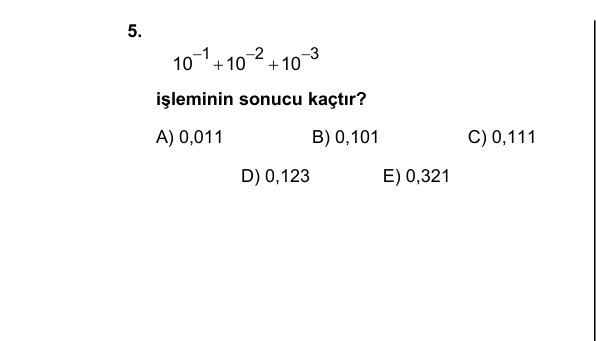 5.
10⁻¹+10⁻²+10⁻³
işleminin sonucu kaçtır?
A) 0,011 B) 0,101 C) 0,111
D) 0,123 E) 0,321